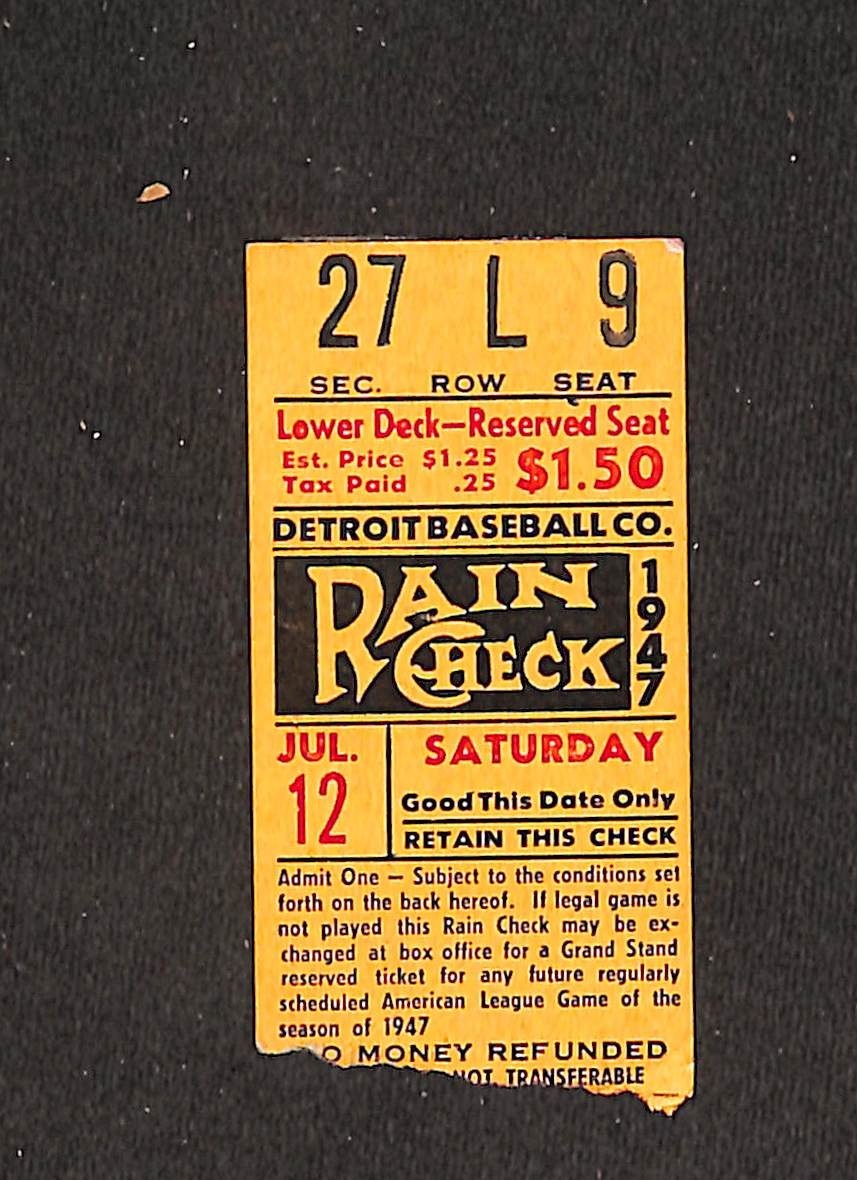 27 L 9
SEC. ROW SEAT
Lower Deck—Reserved Seat
Est. Price $1.25
Tax Paid .25
$1.50
DETROIT BASEBALL CO.
RAIN
CHECK
1947
JUL.
12
SATURDAY
Good This Date Only
RETAIN THIS CHECK
Admit One — Subject to the conditions set
forth on the back hereof. If legal game is
not played this Rain Check may be ex-
changed at box office for a Grand Stand
reserved ticket for any future regularly
scheduled American League Game of the
season of 1947
O MONEY REFUNDED
NOT TRANSFERABLE